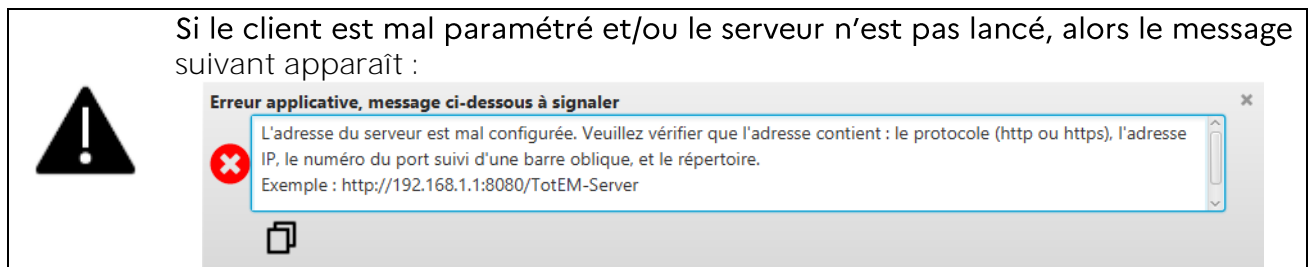 Si le client est mal paramétré et/ou le serveur n’est pas lancé, alors le message
suivant apparaît :
Erreur applicative, message ci-dessous à signaler
L'adresse du serveur est mal configurée. Veuillez vérifier que l'adresse contient : le protocole (http ou https), l'adresse
IP, le numéro du port suivi d'une barre oblique, et le répertoire.
Exemple : http://192.168.1.1:8080/TotEM-Server